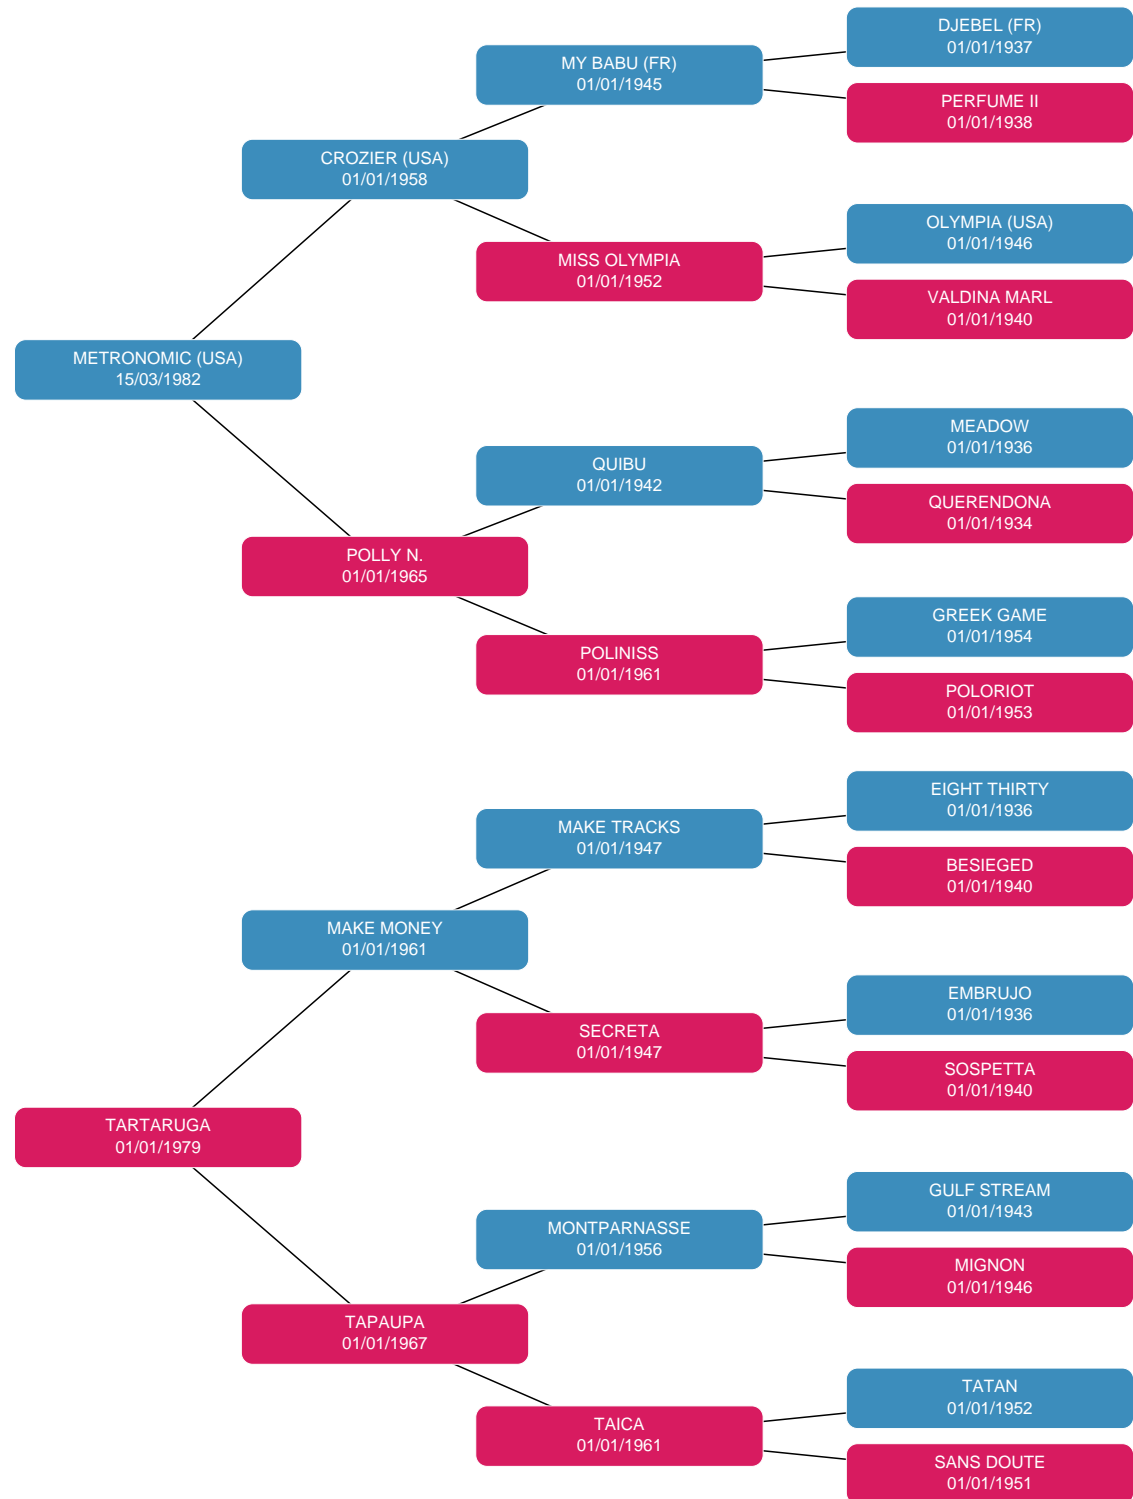 DJEBEL (FR)
01/01/1937
MY BABU (FR)
01/01/1945
PERFUME II
01/01/1938
CROZIER (USA)
01/01/1958
OLYMPIA (USA)
01/01/1946
MISS OLYMPIA
01/01/1952
VALDINA MARL
01/01/1940
METRONOMIC (USA)
15/03/1982
MEADOW
01/01/1936
QUIBU
01/01/1942
QUERENDONA
01/01/1934
POLLY N.
01/01/1965
GREEK GAME
01/01/1954
POLINISS
01/01/1961
POLORIOT
01/01/1953
EIGHT THIRTY
01/01/1936
MAKE TRACKS
01/01/1947
BESIEGED
01/01/1940
MAKE MONEY
01/01/1961
EMBRUJO
01/01/1936
SECRETA
01/01/1947
SOSPETTA
01/01/1940
TARTARUGA
01/01/1979
GULF STREAM
01/01/1943
MONTPARNASSE
01/01/1956
MIGNON
01/01/1946
TAPAUPA
01/01/1967
TATAN
01/01/1952
TAICA
01/01/1961
SANS DOUTE
01/01/1951